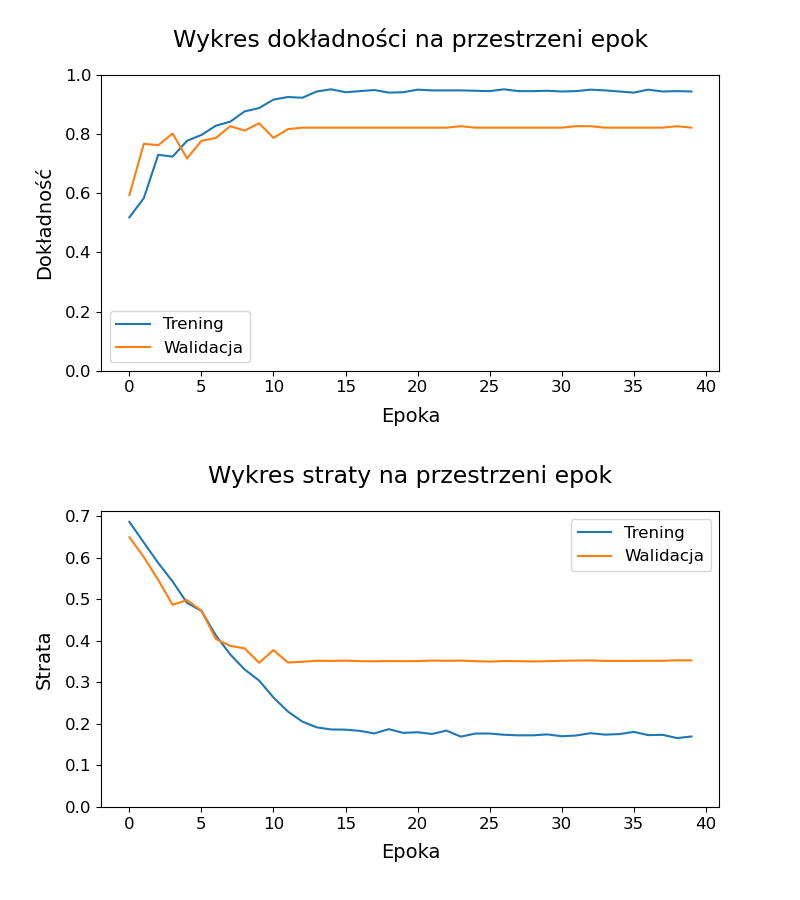 Wykres dokładności na przestrzeni epok
1.0
0.8
0.6
0.4
0.2
0.0
Dokładność
Trening
Walidacja
0 5 10 15 20 25 30 35 40
Epoka
Wykres straty na przestrzeni epok
0.7
0.6
0.5
0.4
0.3
0.2
0.1
0.0
Strata
Trening
Walidacja
0 5 10 15 20 25 30 35 40
Epoka